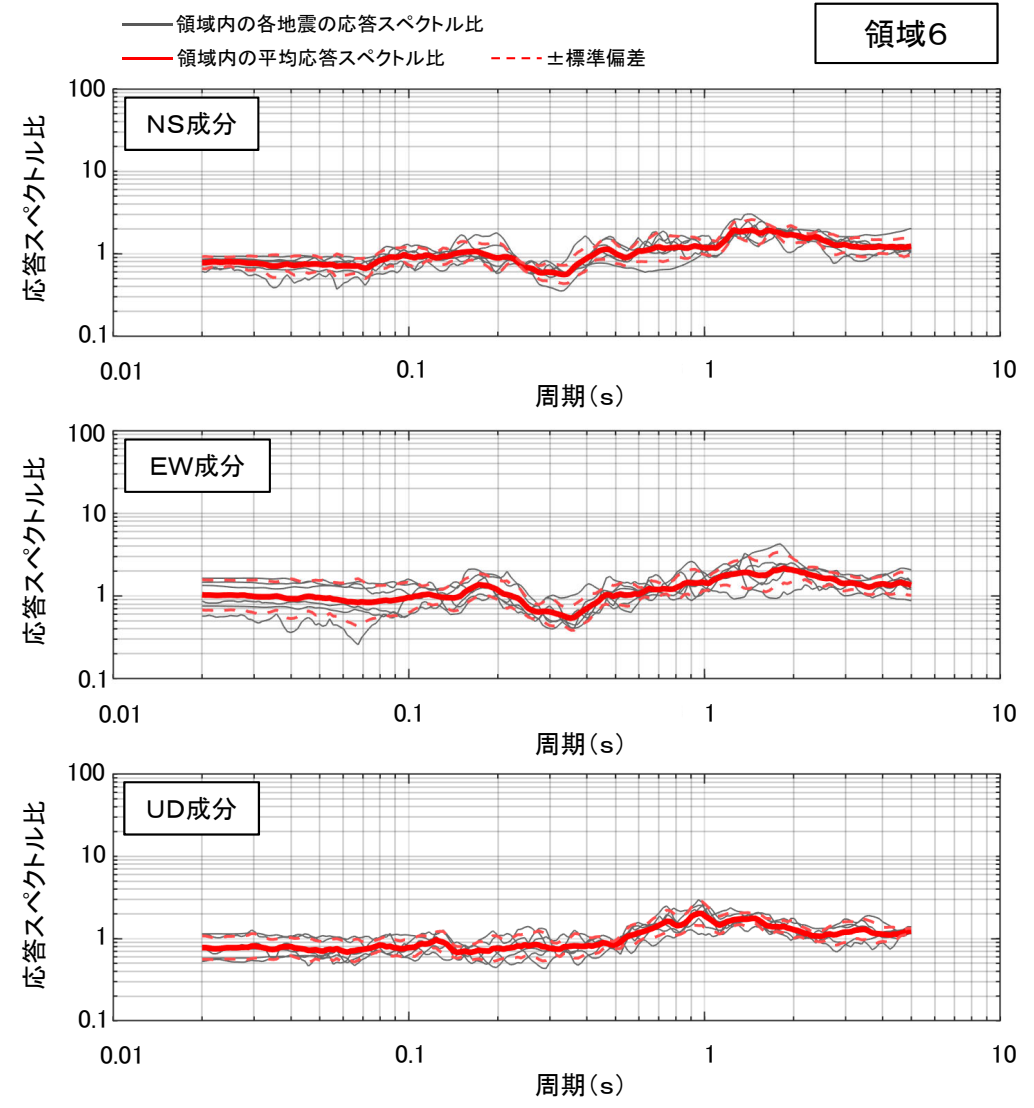 領域内の各地震の応答スペクトル比
領域6
領域内の平均応答スペクトル比 ±標準偏差
100
NS成分
10
1
0.1
応答スペクトル比
0.01 0.1 1 10
周期(s)
100
EW成分
10
1
0.1
応答スペクトル比
0.01 0.1 1 10
周期(s)
100
UD成分
10
1
0.1
応答スペクトル比
0.01 0.1 1 10
周期(s)